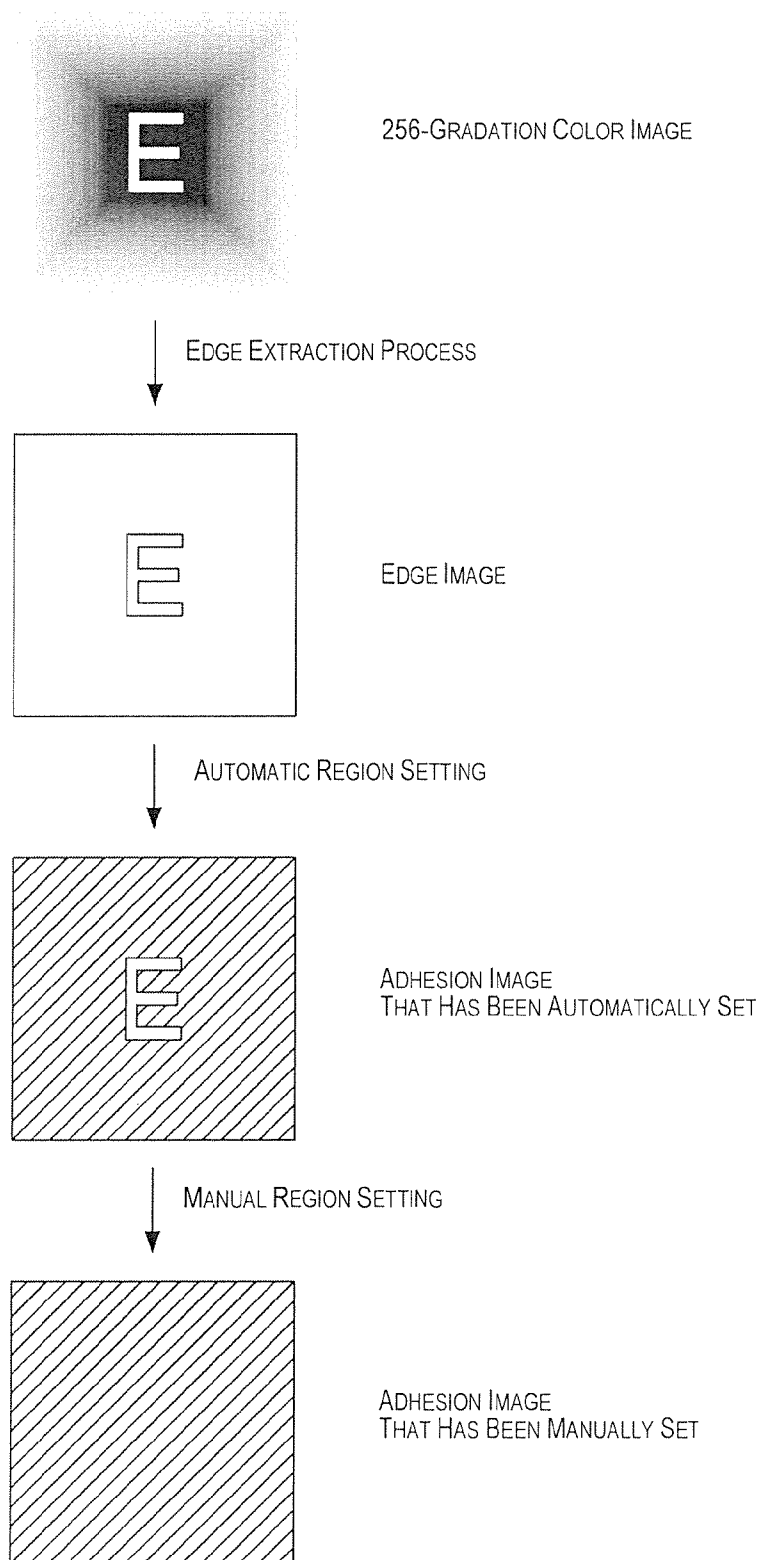 E
256-GRADATION COLOR IMAGE
EDGE EXTRACTION PROCESS
E
EDGE IMAGE
AUTOMATIC REGION SETTING
E
ADHESION IMAGE
THAT HAS BEEN AUTOMATICALLY SET
MANUAL REGION SETTING
ADHESION IMAGE
THAT HAS BEEN MANUALLY SET